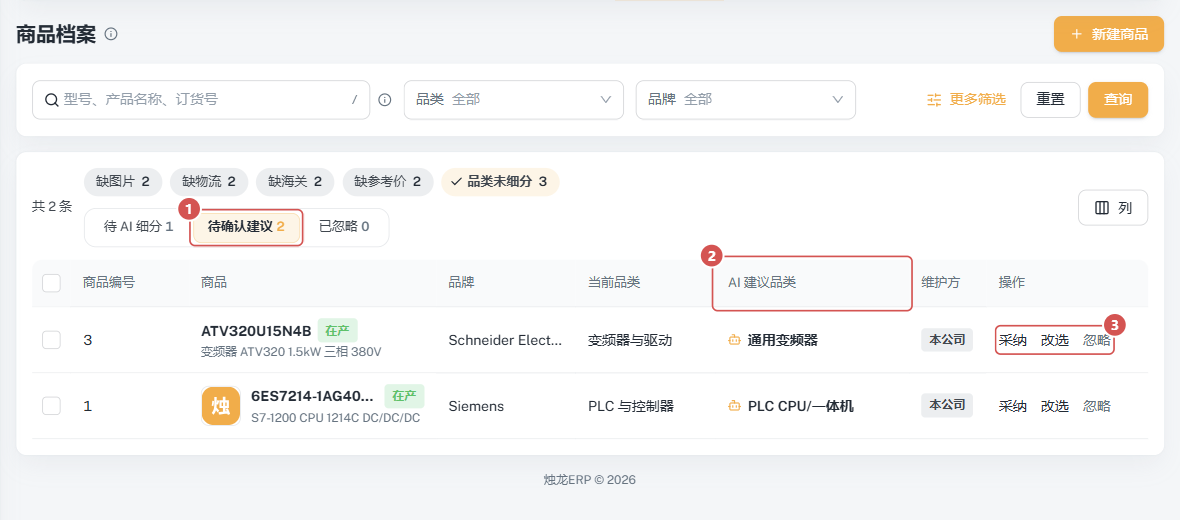 商品档案
+ 新建商品
型号、产品名称、订货号 /
品类 全部
品牌 全部
更多筛选
重置
查询
缺图片 2 缺物流 2 缺海关 2 缺参考价 2 品类未细分 3
共 2 条
1
待 AI 细分 1 待确认建议 2 已忽略 0
列
2
商品编号 商品 品牌 当前品类 AI 建议品类 维护方 操作
3
3 ATV320U15N4B 在产 Schneider Elect... 变频器与驱动 通用变频器 本公司 采纳 改选 忽略
变频器 ATV320 1.5kW 三相 380V
烛
1 6ES7214-1AG40... 在产 Siemens PLC 与控制器 PLC CPU/一体机 本公司 采纳 改选 忽略
S7-1200 CPU 1214C DC/DC/DC
烛龙ERP © 2026